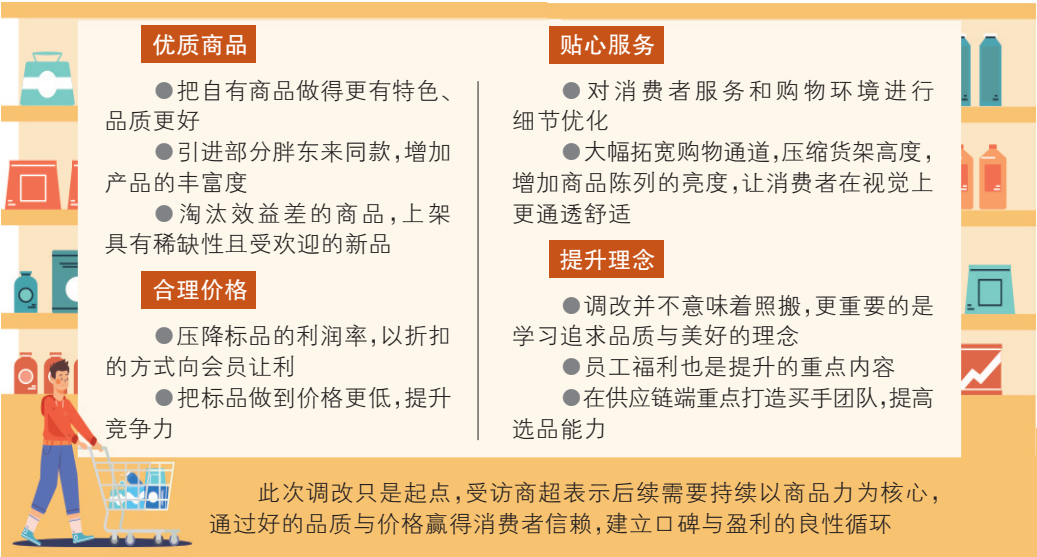 优质商品
●把自有商品做得更有特色、
品质更好
●引进部分胖东来同款,增加
产品的丰富度
●淘汰效益差的商品,上架
具有稀缺性且受欢迎的新品
合理价格
●压降标品的利润率,以折扣
的方式向会员让利
●把标品做到价格更低,提升
竞争力
贴心服务
●对消费者服务和购物环境进行
细节优化
●大幅拓宽购物通道,压缩货架高度,
增加商品陈列的亮度,让消费者在视觉上
更通透舒适
提升理念
●调改并不意味着照搬,更重要的是
学习追求品质与美好的理念
●员工福利也是提升的重点内容
●在供应链端重点打造买手团队,提高
选品能力
此次调改只是起点,受访商超表示后续需要持续以商品力为核心,
通过好的品质与价格赢得消费者信赖,建立口碑与盈利的良性循环